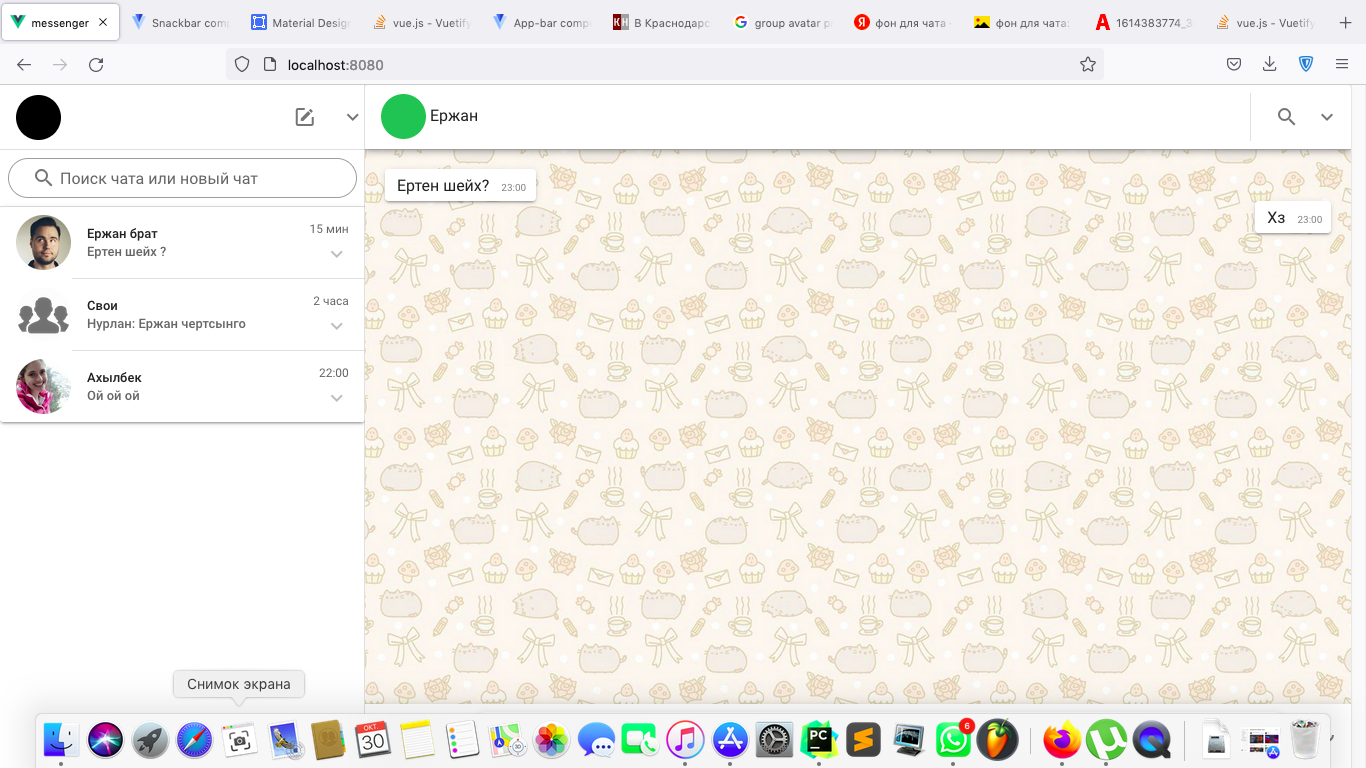 messenger
Snackbar comp
Material Desig
vue.js - Vuetify
App-bar compo
В Краснодарс
group avatar p
фон для чата
фон для чата:
1614383774_3
vue.js - Vuetify
localhost:8080
Ержан
Поиск чата или новый чат
Ержан брат
15 мин
Ертен шейх ?
Свои
2 часа
Нурлан: Ержан чертсынго
Ахылбек
22:00
Ой ой ой
Ертен шейх? 23:00
Хз 23:00
Снимок экрана
ОКТ.
30
PC
6